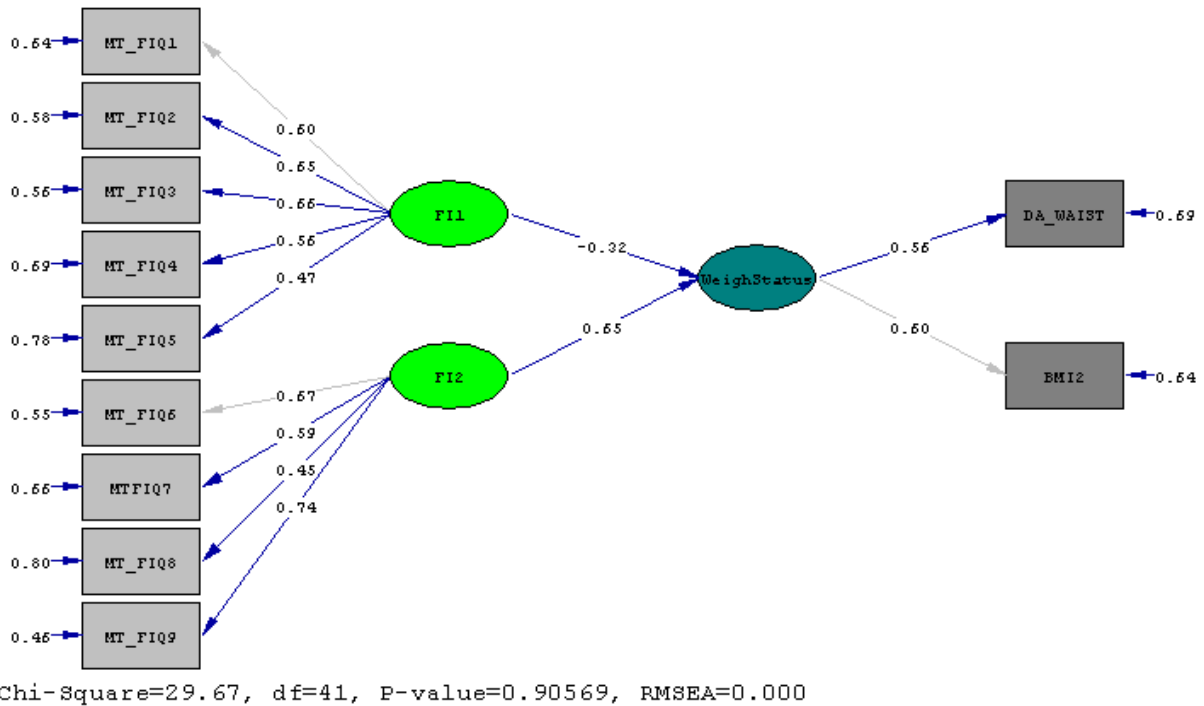 0.64 MT_FIQ1
0.58 MT_FIQ2
0.60
0.65
0.56 MT_FIQ3
0.66
DA_WAIST 0.69
FI1
0.69 MT_FIQ4
0.56
-0.32
0.56
0.47
WeighStatus
0.78 MT_FIQ5
0.65
0.60
0.55 MT_FIQ6
0.67
FI2
BMI2 0.64
0.59
0.66 MTFIQ7
0.45
0.74
0.80 MT_FIQ8
0.46 MT_FIQ9
Chi-Square=29.67, df=41, P-value=0.90569, RMSEA=0.000